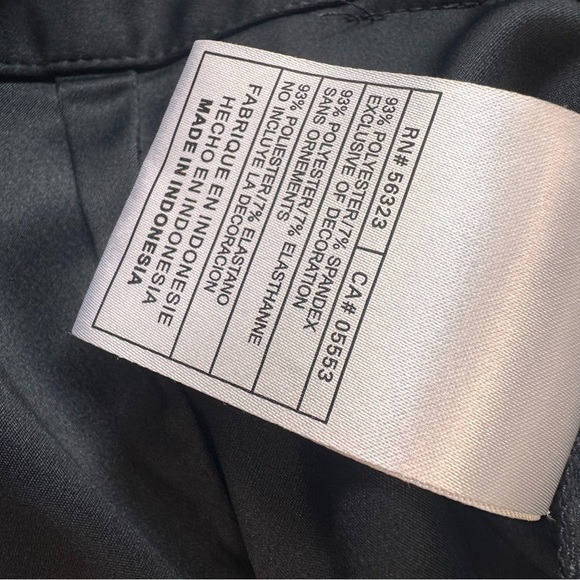 RN# 56323 CA# 05553
93% POLYESTER/7% SPANDEX
EXCLUSIVE OF DECORATION
93% POLYESTER/7% ELASTHANNE
SANS ORNEMENTS
93% POLIESTER/7% ELASTANO
NO INCLUYE LA DECORACION
FABRIQUE EN INDONESIE
HECHO EN INDONESIA
MADE IN INDONESIA